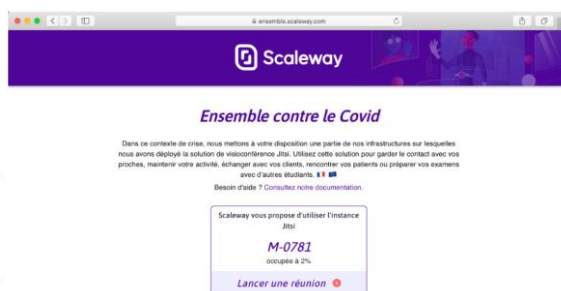 ensemble.scaleway.com
Scaleway
Ensemble contre le Covid
Dans ce contexte de crise, nous mettons à votre disposition une partie de nos infrastructures sur lesquelles
nous avons déployé la solution de visioconférence Jitsi. Utilisez cette solution pour garder le contact avec vos
proches, maintenir votre activité, échanger avec vos clients, rencontrer vos patients ou préparer vos examens
avec d'autres étudiants.
Besoin d'aide ? Consultez notre documentation.
Scaleway vous propose d'utiliser l'instance
Jitsi
M-0781
occupée à 2%
Lancer une réunion